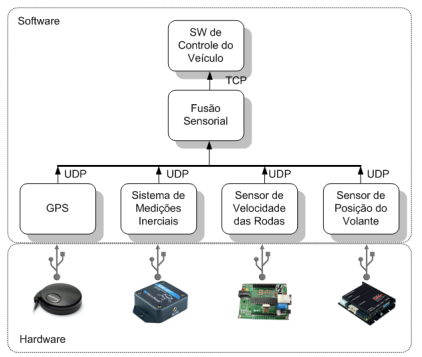 Software
SW de
Controle do
Veículo
TCP
Fusão
Sensorial
UDP
UDP
UDP
UDP
GPS
Sistema de
Medições
Inerciais
Sensor de
Velocidade
das Rodas
Sensor de
Posição do
Volante
Hardware